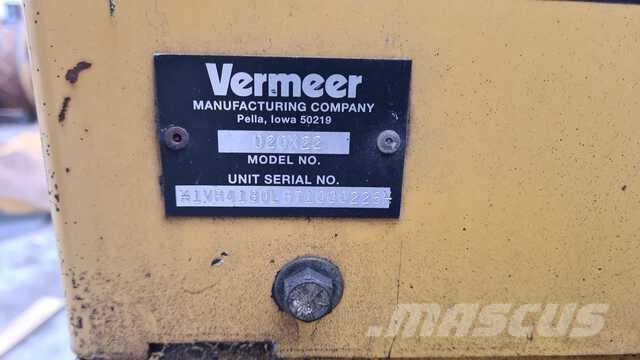 Vermeer
MANUFACTURING COMPANY
Pella, Iowa 50219
D20X22
MODEL NO.
UNIT SERIAL NO.
MASCUS